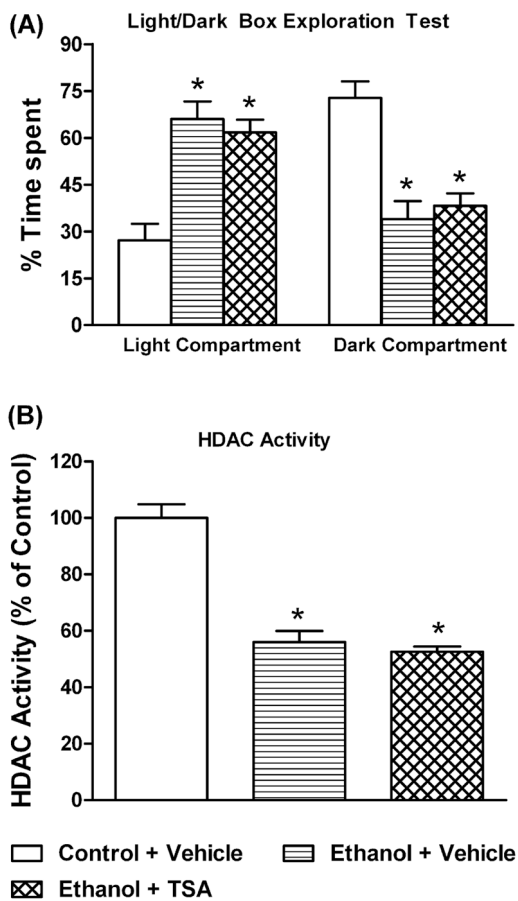 (A)
Light/Dark Box Exploration Test
% Time spent
90
75
60
45
30
15
0
* * * *
Light Compartment Dark Compartment
(B)
HDAC Activity
HDAC Activity (% of Control)
120
100
80
60
40
20
0
* *
Control + Vehicle Ethanol + Vehicle
Ethanol + TSA